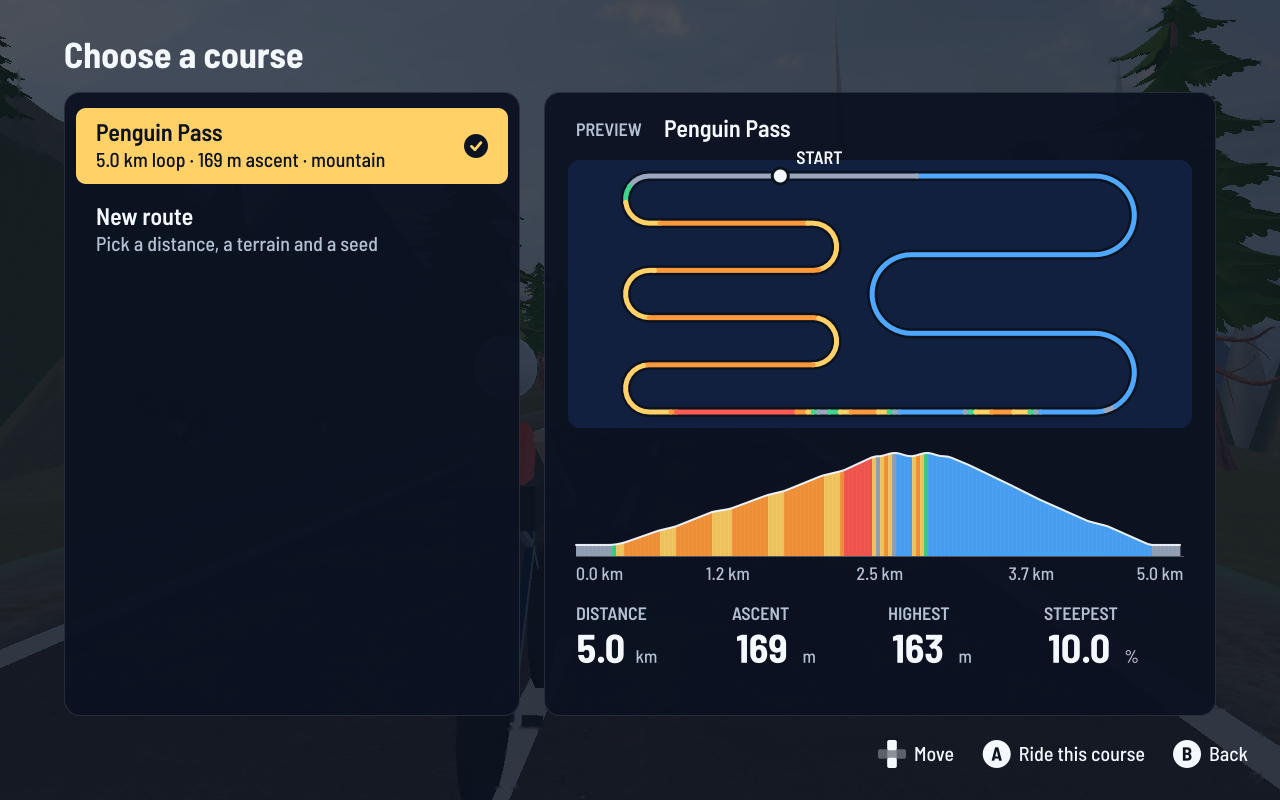 Choose a course
Penguin Pass
5.0 km loop · 169 m ascent · mountain
New route
Pick a distance, a terrain and a seed
PREVIEW Penguin Pass
START
0.0 km 1.2 km 2.5 km 3.7 km 5.0 km
DISTANCE ASCENT HIGHEST STEEPEST
5.0 km 169 m 163 m 10.0 %
Move A Ride this course B Back